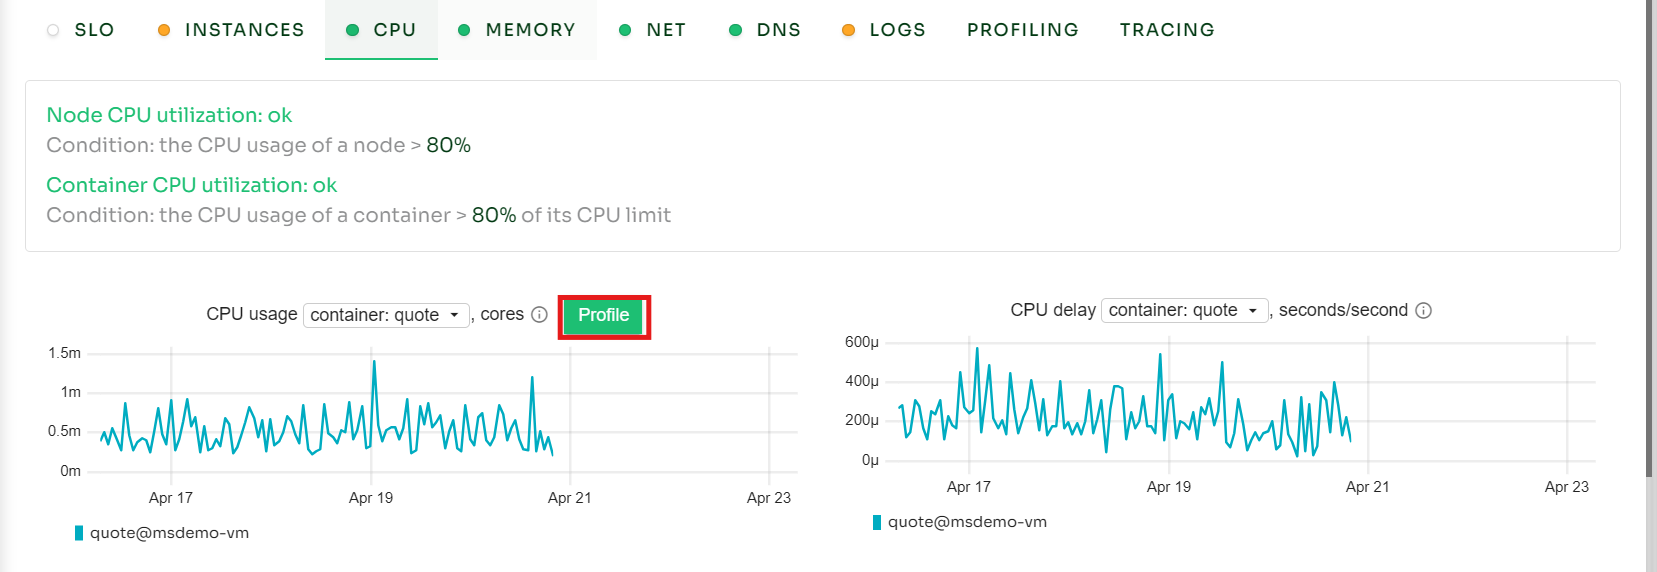 SLO INSTANCES CPU MEMORY NET DNS LOGS PROFILING TRACING
Node CPU utilization: ok
Condition: the CPU usage of a node > 80%
Container CPU utilization: ok
Condition: the CPU usage of a container > 80% of its CPU limit
CPU usage container: quote , cores Profile
1.5m
1m
0.5m
0m
Apr 17 Apr 19 Apr 21 Apr 23
quote@msdemo-vm
CPU delay container: quote , seconds/second
600µ
400µ
200µ
0µ
Apr 17 Apr 19 Apr 21 Apr 23
quote@msdemo-vm